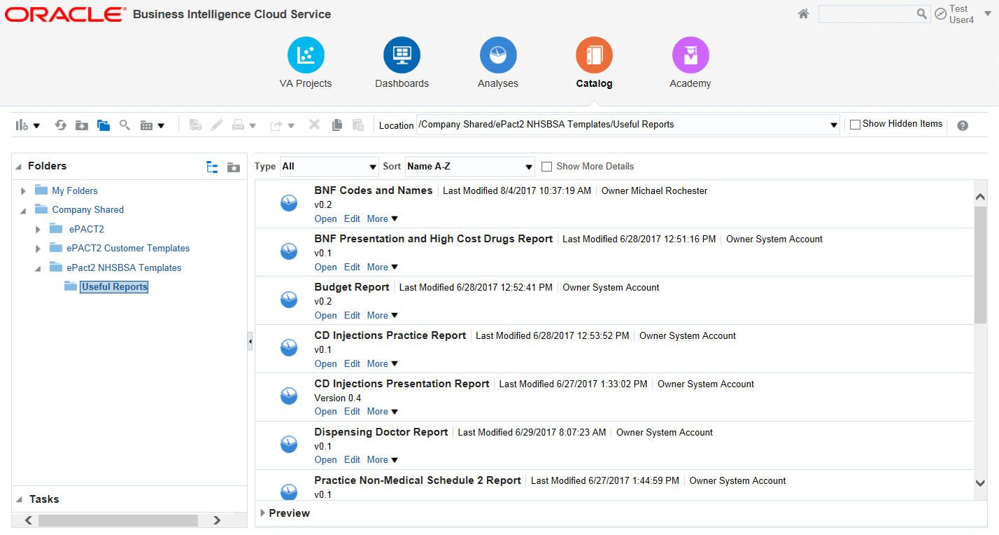 ORACLE Business Intelligence Cloud Service
Test
User4
VA Projects Dashboards Analyses Catalog Academy
Location /Company Shared/ePact2 NHSBSA Templates/Useful Reports Show Hidden Items
Folders
My Folders
Company Shared
ePACT2
ePACT2 Customer Templates
ePact2 NHSBSA Templates
Useful Reports
Tasks
Type All Sort Name A-Z Show More Details
BNF Codes and Names Last Modified 8/4/2017 10:37:19 AM Owner Michael Rochester
v0.2
Open Edit More
BNF Presentation and High Cost Drugs Report Last Modified 6/28/2017 12:51:16 PM Owner System Account
v0.1
Open Edit More
Budget Report Last Modified 6/28/2017 12:52:41 PM Owner System Account
v0.2
Open Edit More
CD Injections Practice Report Last Modified 6/28/2017 12:53:52 PM Owner System Account
v0.1
Open Edit More
CD Injections Presentation Report Last Modified 6/27/2017 1:33:02 PM Owner System Account
Version 0.4
Open Edit More
Dispensing Doctor Report Last Modified 6/29/2017 8:07:23 AM Owner System Account
v0.1
Open Edit More
Practice Non-Medical Schedule 2 Report Last Modified 6/27/2017 1:44:59 PM Owner System Account
v0.1
Preview